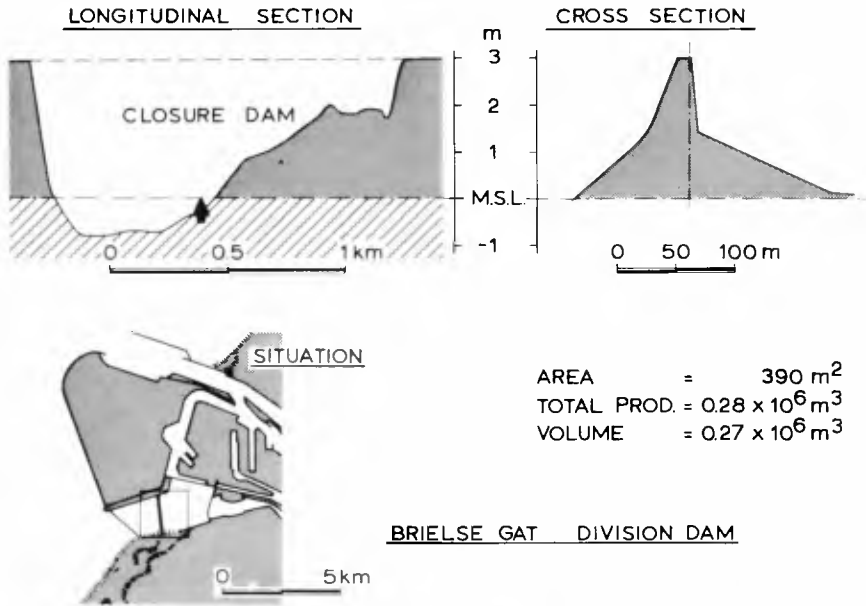 LONGITUDINAL SECTION
CROSS SECTION
m
3
2
1
M.S.L.
-1
CLOSURE DAM
0 0.5 1 km
0 50 100 m
SITUATION
0 5 km
AREA = 390 m²
TOTAL PROD. = 0.28 x 10⁶ m³
VOLUME = 0.27 x 10⁶ m³
BRIELSE GAT DIVISION DAM